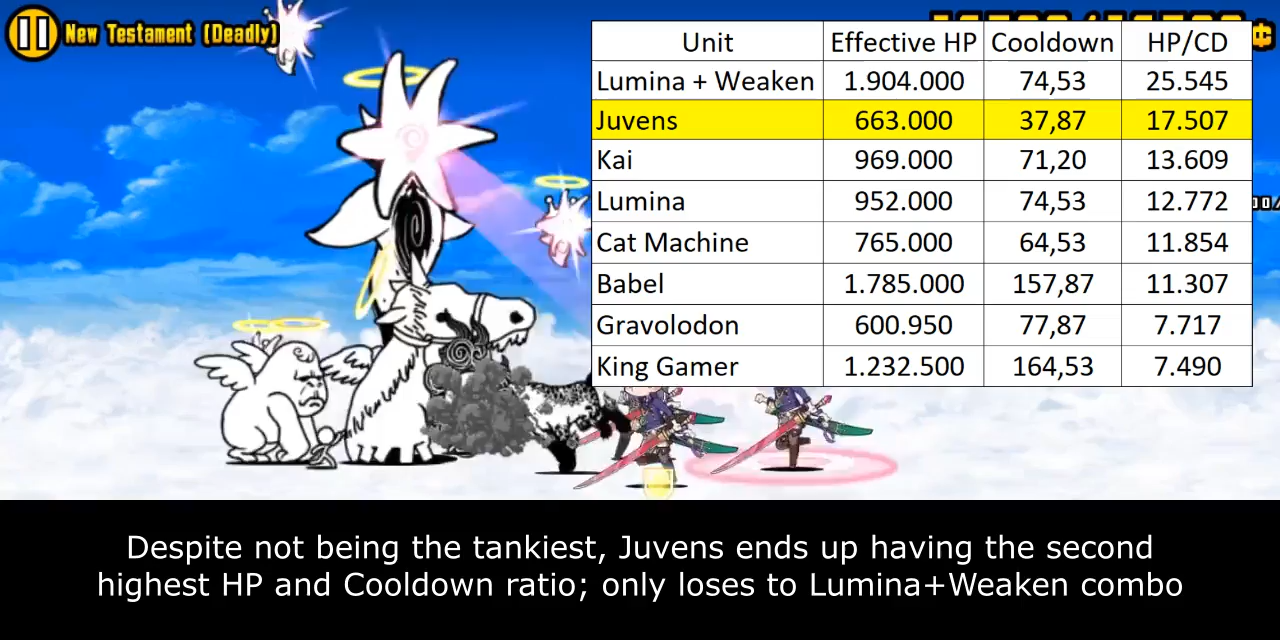 New Testament (Deadly)
Unit Effective HP Cooldown HP/CD
Lumina + Weaken 1.904.000 74,53 25.545
Juvens 663.000 37,87 17.507
Kai 969.000 71,20 13.609
Lumina 952.000 74,53 12.772
Cat Machine 765.000 64,53 11.854
Babel 1.785.000 157,87 11.307
Gravolodon 600.950 77,87 7.717
King Gamer 1.232.500 164,53 7.490
Despite not being the tankiest, Juvens ends up having the second
highest HP and Cooldown ratio; only loses to Lumina+Weaken combo